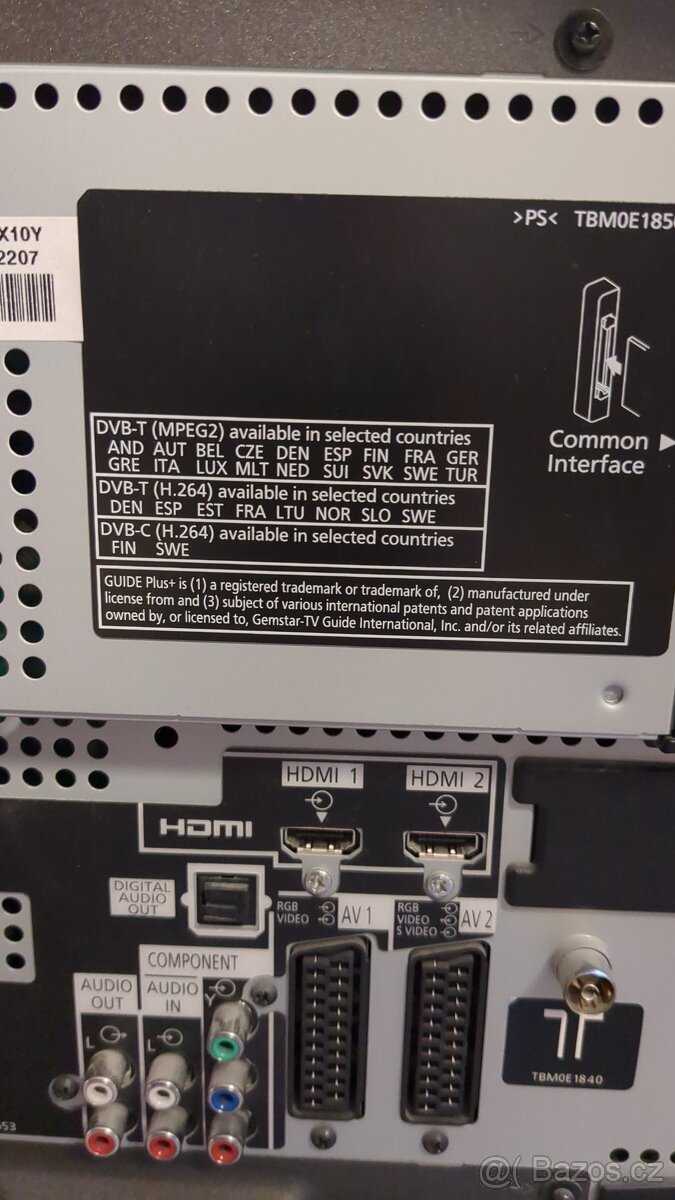 >PS< TBM0E185
X10Y
2207
Common
Interface
DVB-T (MPEG2) available in selected countries
AND AUT BEL CZE DEN ESP FIN FRA GER
GRE ITA LUX MLT NED SUI SVK SWE TUR
DVB-T (H.264) available in selected countries
DEN ESP EST FRA LTU NOR SLO SWE
DVB-C (H.264) available in selected countries
FIN SWE
GUIDE Plus+ is (1) a registered trademark or trademark of, (2) manufactured under
license from and (3) subject of various international patents and patent applications
owned by, or licensed to, Gemstar-TV Guide International, Inc. and/or its related affiliates.
HDMI 1
HDMI 2
HDMI
DIGITAL
AUDIO
OUT
RGB
VIDEO
AV 1
RGB
VIDEO
S VIDEO
AV 2
COMPONENT
AUDIO
OUT
AUDIO
IN
Y
L
L
TBM0E1840
653
Bazos.cz